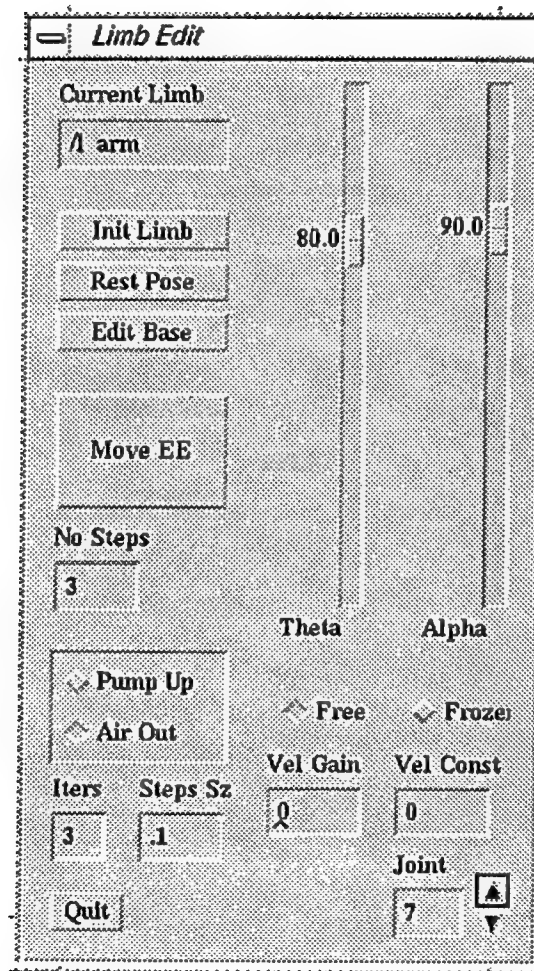 Limb Edit
Current Limb
/l arm
Init Limb
Rest Pose
Edit Base
80.0
90.0
Move EE
No Steps
3
Theta Alpha
Pump Up
Air Out
Free Frozen
Iters Steps Sz
3 .1
Vel Gain Vel Const
0 0
Joint
7
Quit